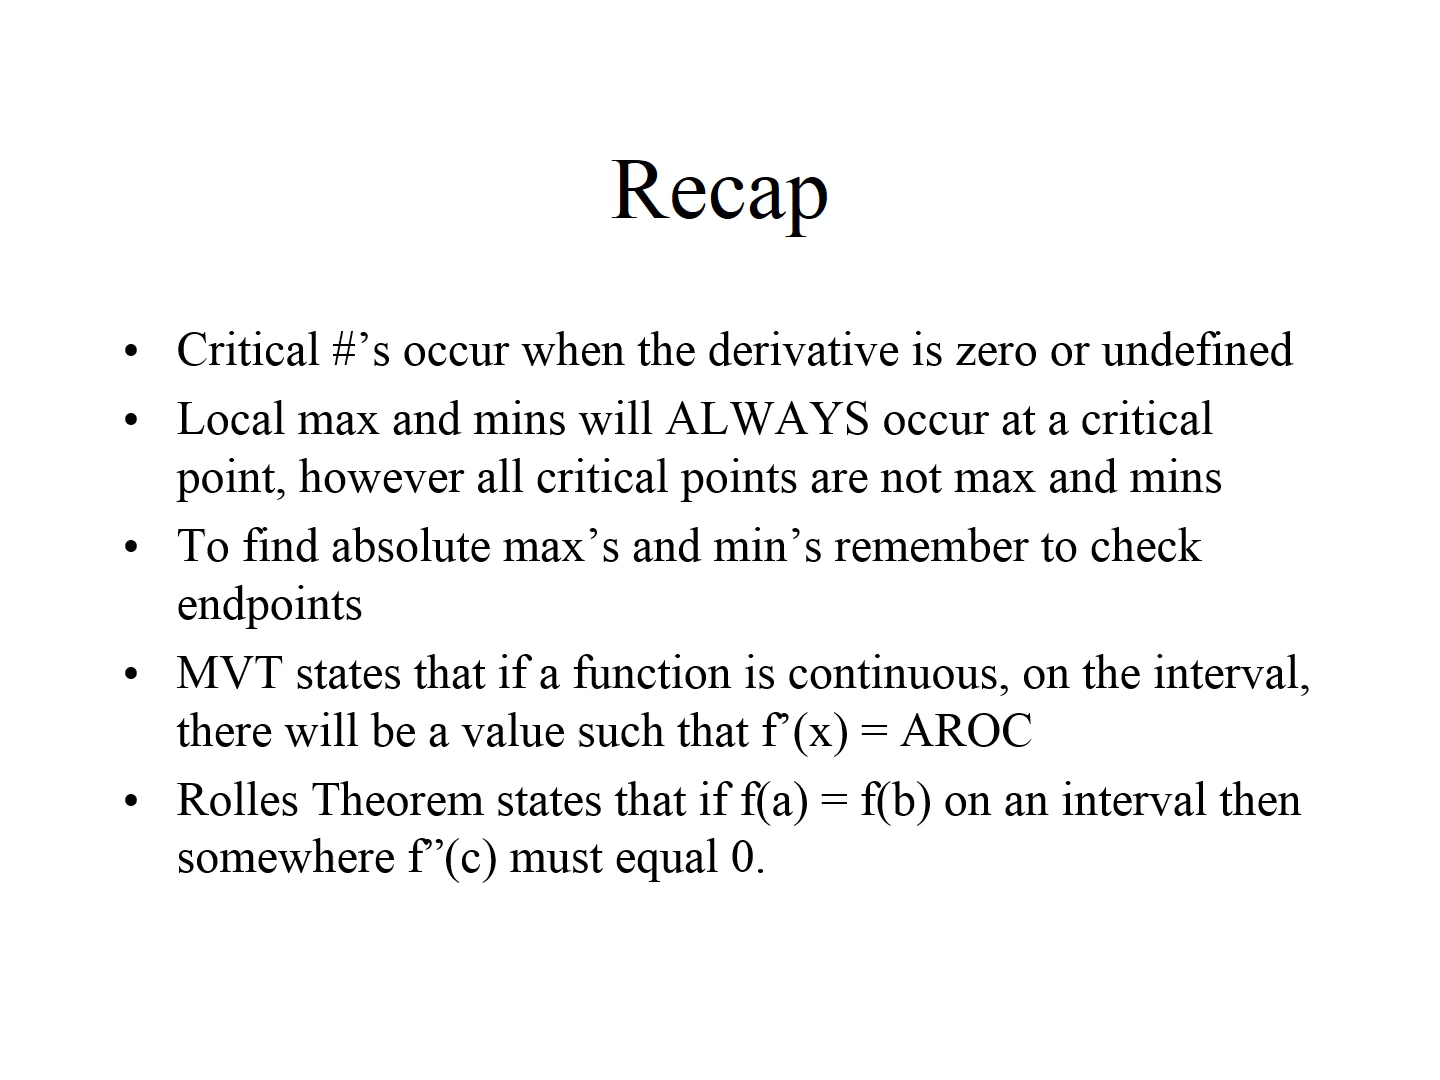 Recap
• Critical #’s occur when the derivative is zero or undefined
• Local max and mins will ALWAYS occur at a critical
point, however all critical points are not max and mins
• To find absolute max’s and min’s remember to check
endpoints
• MVT states that if a function is continuous, on the interval,
there will be a value such that f’(x) = AROC
• Rolles Theorem states that if f(a) = f(b) on an interval then
somewhere f”(c) must equal 0.